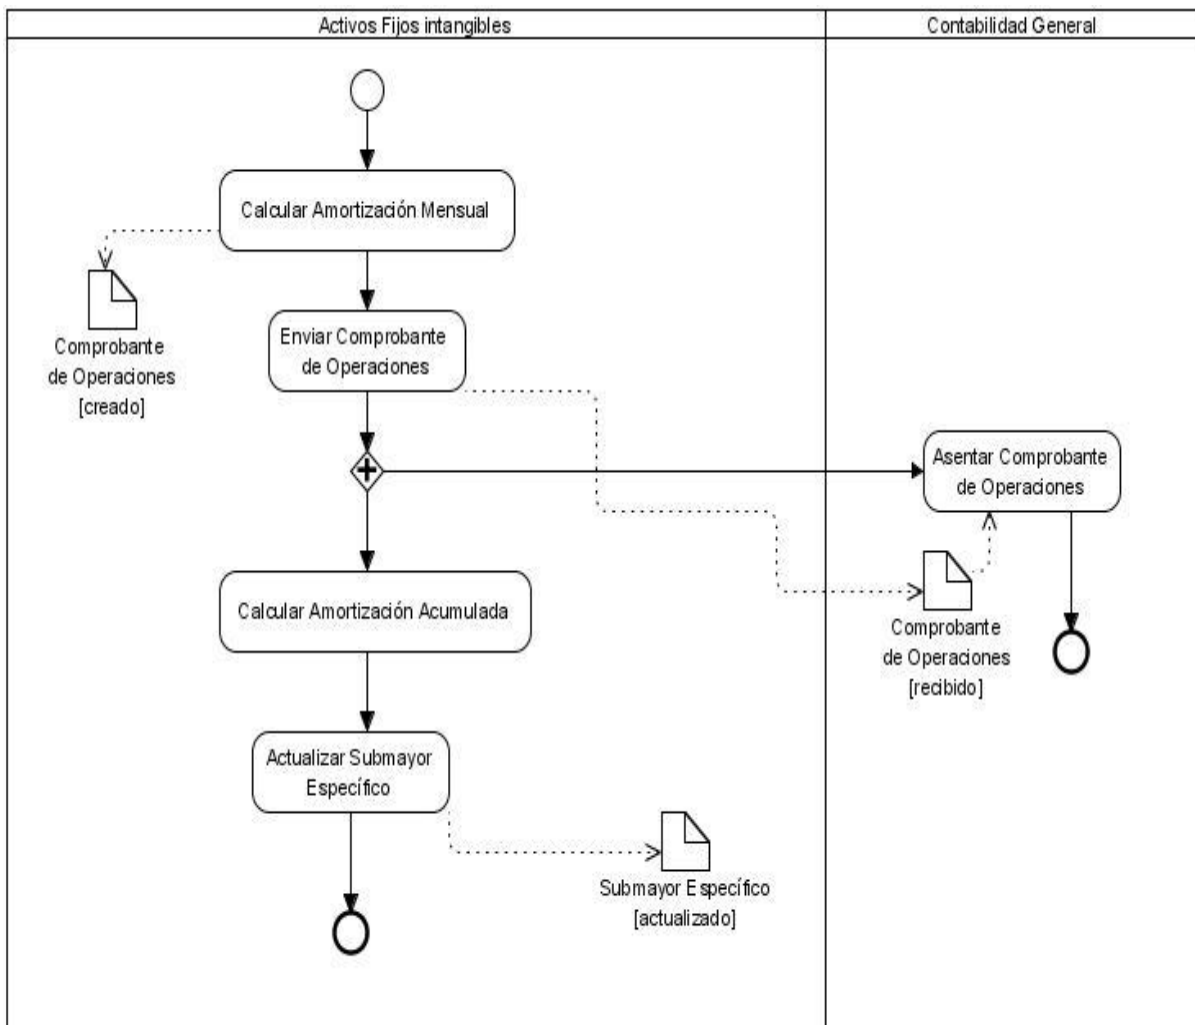 Activos Fijos intangibles
Contabilidad General
Calcular Amortización Mensual
Comprobante
de Operaciones
[creado]
Enviar Comprobante
de Operaciones
Asentar Comprobante
de Operaciones
Comprobante
de Operaciones
[recibido]
Calcular Amortización Acumulada
Actualizar Submayor
Específico
Submayor Específico
[actualizado]